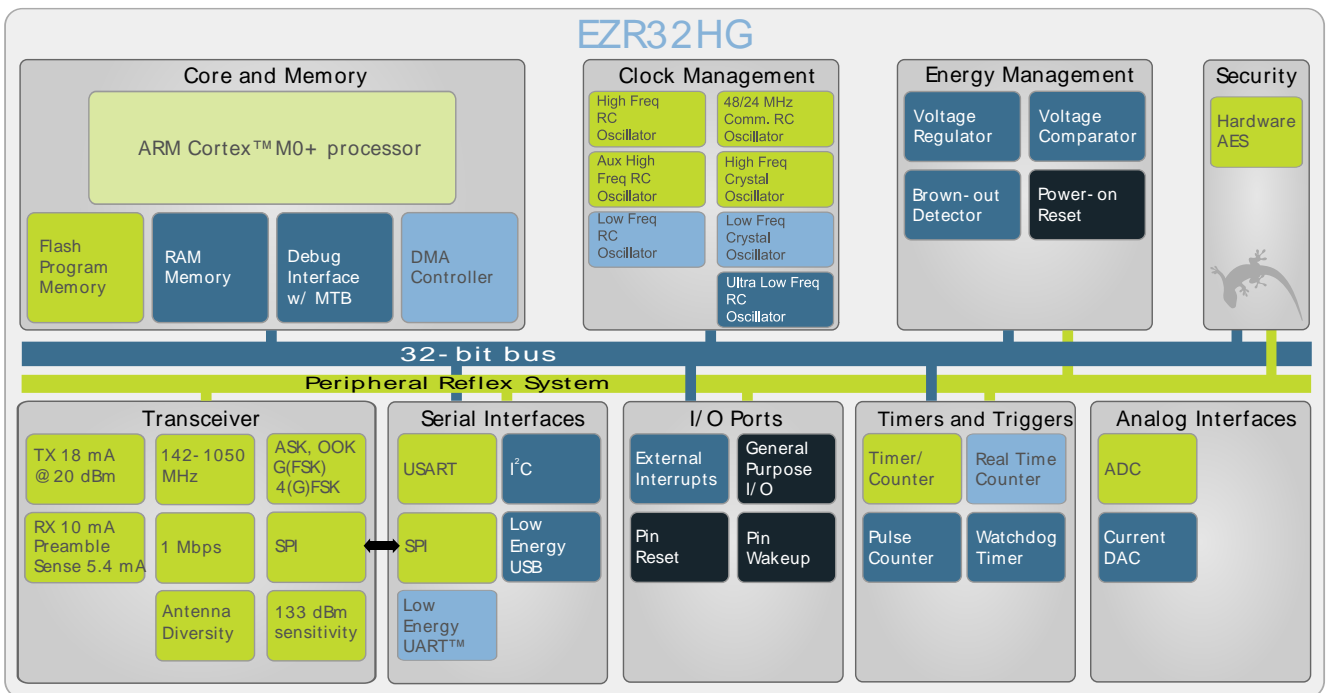 EZR32HG
Core and Memory
ARM Cortex™ M0+ processor
Flash
Program
Memory
RAM
Memory
Debug
Interface
w/ MTB
DMA
Controller
Clock Management
High Freq
RC
Oscillator
48/24 MHz
Comm. RC
Oscillator
Aux High
Freq RC
Oscillator
High Freq
Crystal
Oscillator
Low Freq
RC
Oscillator
Low Freq
Crystal
Oscillator
Ultra Low Freq
RC
Oscillator
Energy Management
Voltage
Regulator
Voltage
Comparator
Brown-out
Detector
Power-on
Reset
Security
Hardware
AES
32-bit bus
Peripheral Reflex System
Transceiver
TX 18 mA
@ 20 dBm
142-1050
MHz
ASK, OOK
G(FSK)
4(G)FSK
RX 10 mA
Preamble
Sense 5.4 mA
1 Mbps
SPI
Antenna
Diversity
133 dBm
sensitivity
Serial Interfaces
USART
I²C
SPI
Low
Energy
USB
Low
Energy
UART™
I/O Ports
External
Interrupts
General
Purpose
I/O
Pin
Reset
Pin
Wakeup
Timers and Triggers
Timer/
Counter
Real Time
Counter
Pulse
Counter
Watchdog
Timer
Analog Interfaces
ADC
Current
DAC